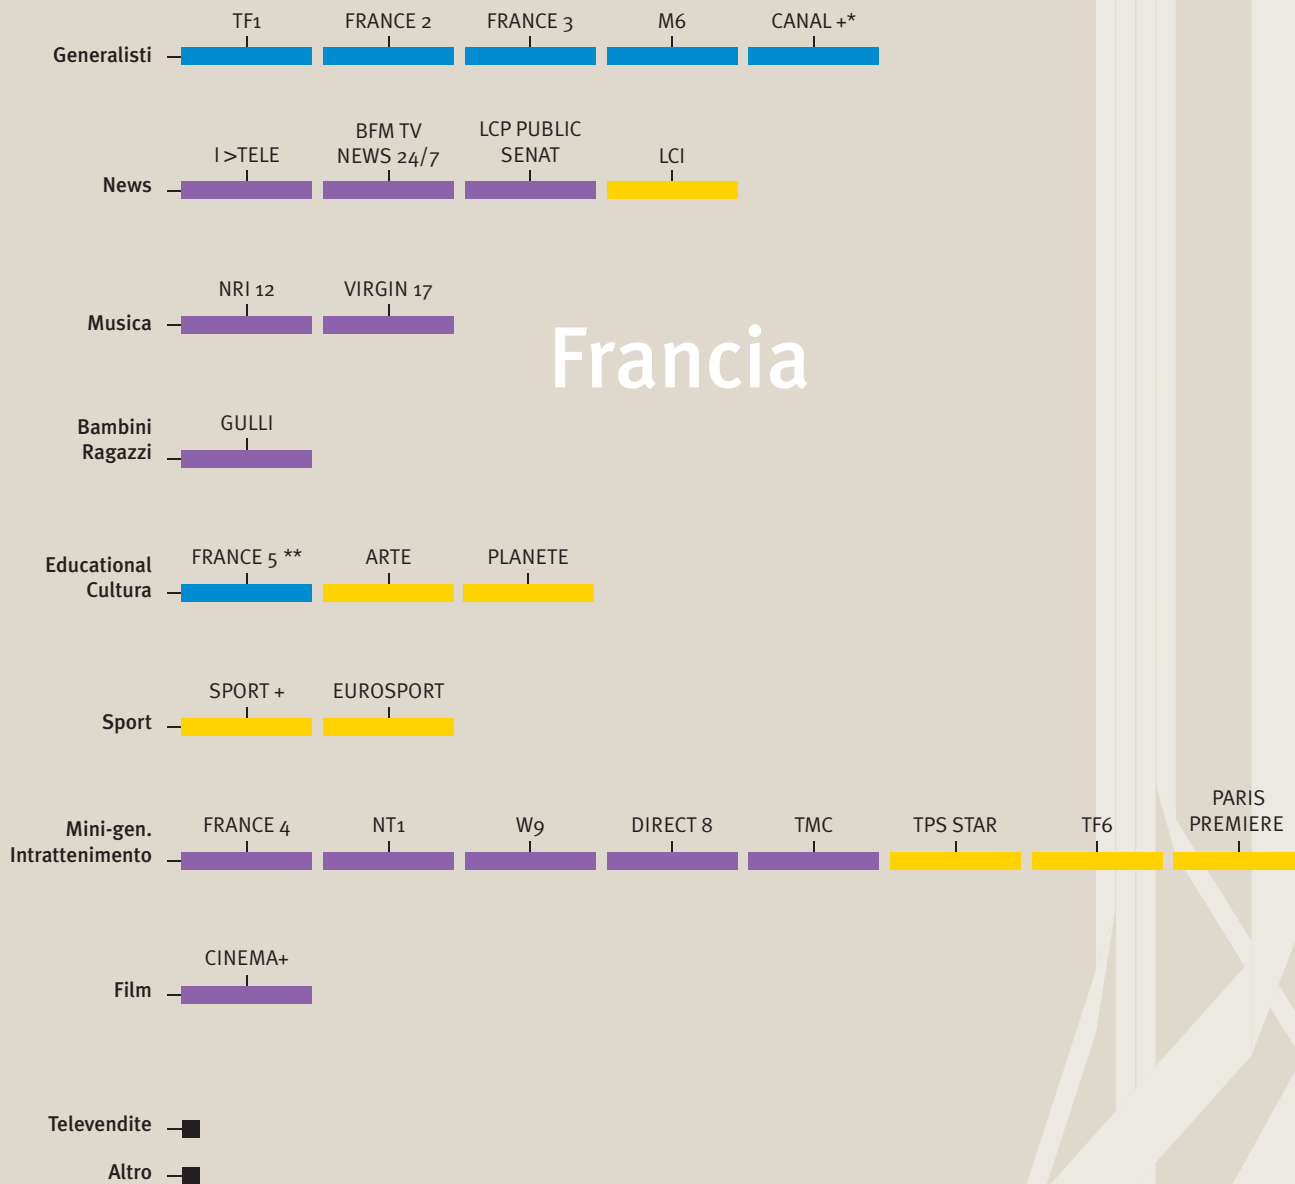 TF1 FRANCE 2 FRANCE 3 M6 CANAL +*
Generalisti
BFM TV LCP PUBLIC
I >TELE NEWS 24/7 SENAT LCI
News
NRI 12 VIRGIN 17
Musica
Francia
GULLI
Bambini
Ragazzi
FRANCE 5 ** ARTE PLANETE
Educational
Cultura
SPORT + EUROSPORT
Sport
PARIS
FRANCE 4 NT1 W9 DIRECT 8 TMC TPS STAR TF6 PREMIERE
Mini-gen.
Intrattenimento
CINEMA+
Film
Televendite
Altro